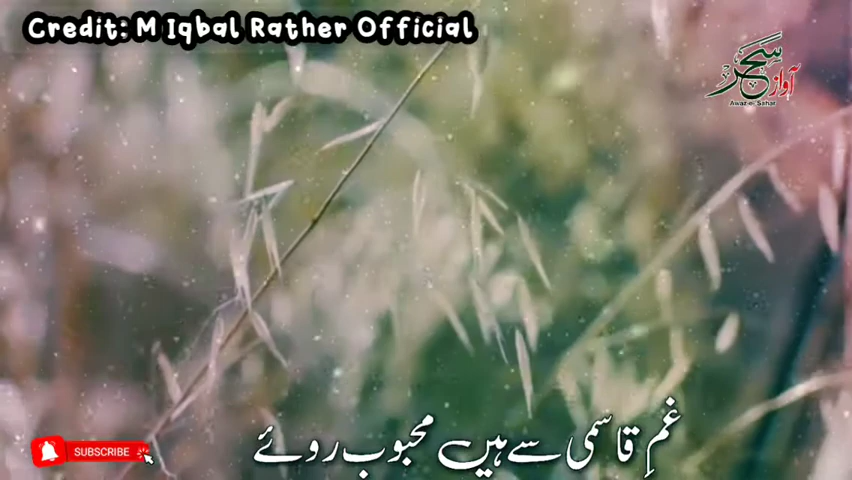 Credit: M Iqbal Rather Official
آوازِ سحر
Awaz-e-Sahar
غمِ قاسمی سے ہیں محبوب روئے
SUBSCRIBE